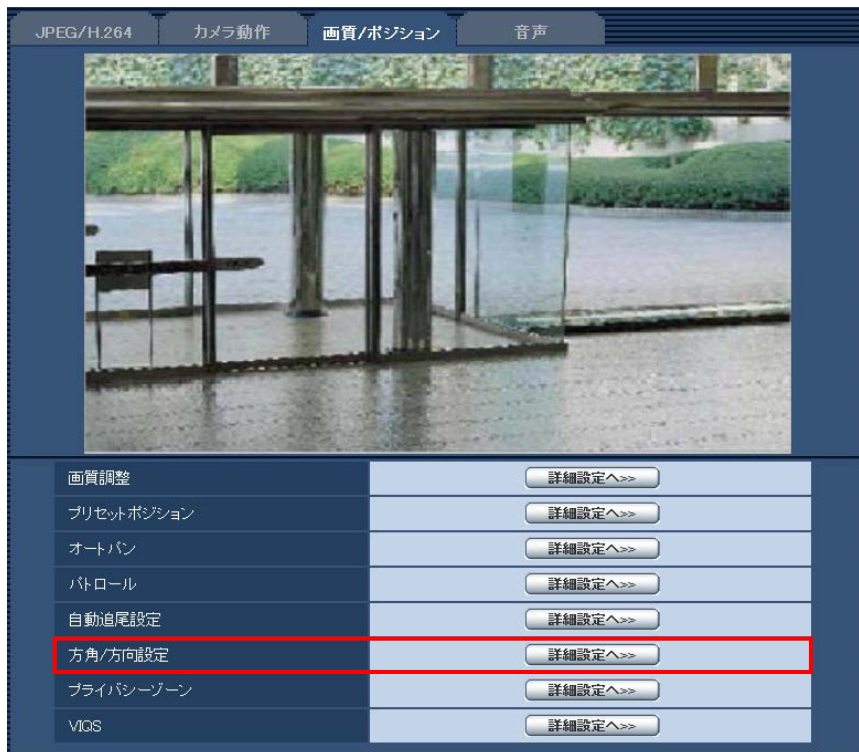 JPEG/H.264 カメラ動作 画質/ポジション 音声
画質調整 詳細設定へ>>
プリセットポジション 詳細設定へ>>
オートパン 詳細設定へ>>
パトロール 詳細設定へ>>
自動追尾設定 詳細設定へ>>
方角/方向設定 詳細設定へ>>
プライバシーゾーン 詳細設定へ>>
VIQS 詳細設定へ>>